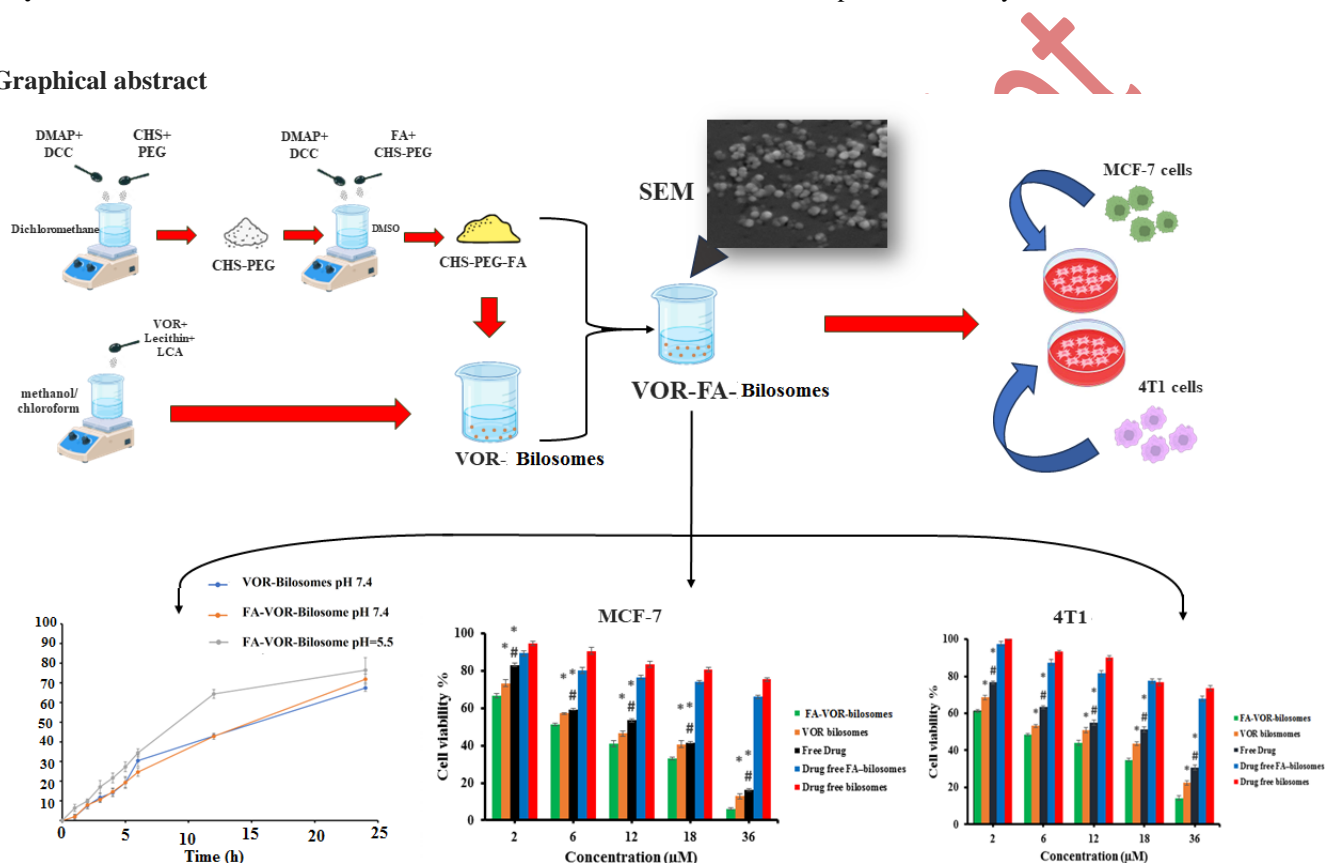 Graphical abstract
DMAP+
DCC
CHS+
PEG
DMAP+
DCC
FA+
CHS-PEG
SEM
MCF-7 cells
Dichloromethane
DMSO
CHS-PEG
CHS-PEG-FA
VOR+
Lecithin+
LCA
methanol/
chloroform
VOR-FA- Bilosomes
4T1 cells
VOR- Bilosomes
VOR-Bilosomes pH 7.4
FA-VOR-Bilosome pH 7.4
FA-VOR-Bilosome pH=5.5
100
90
80
70
60
50
40
30
20
10
0
5
10
15
20
25
Time (h)
MCF-7
Cell viability %
100
80
60
40
20
0
* * #
* * #
* * #
* * #
* * #
2
6
12
18
36
Concentration (µM)
FA-VOR-bilosomes
VOR bilosomes
Free Drug
Drug free FA–bilosomes
Drug free bilosomes
4T1
Cell viability %
100
80
60
40
20
0
* * #
* * #
* * #
* * #
* * #
2
6
12
18
36
Concentration (µM)
FA-VOR-bilosomes
VOR bilsmomes
Free Drug
Drug free FA–bilosomes
Drug free bilosomes